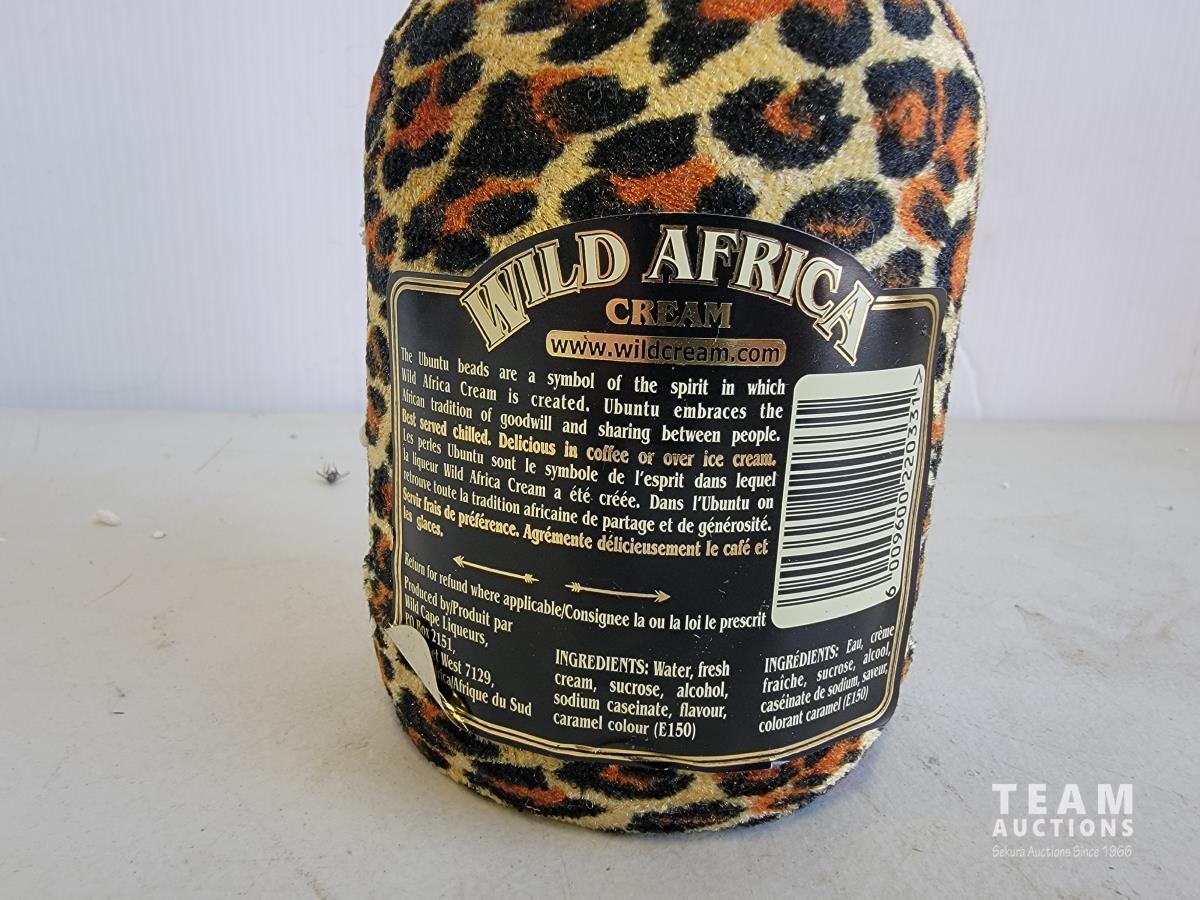 WILD AFRICA
CREAM
www.wildcream.com
The Ubuntu beads are a symbol of the spirit in which
Wild Africa Cream is created. Ubuntu embraces the
African tradition of goodwill and sharing between people.
Best served chilled. Delicious in coffee or over ice cream.
Les perles Ubuntu sont le symbole de l'esprit dans lequel
la liqueur Wild Africa Cream a été créée. Dans l'Ubuntu on
retrouve toute la tradition africaine de partage et de générosité.
Servir frais de préférence. Agrémente délicieusement le café et
les glaces.
Return for refund where applicable/Consignee la ou la loi le prescrit
Produced by/Produit par
Wild Cape Liqueurs,
PO Box 2151,
West 7129,
/Afrique du Sud
INGREDIENTS: Water, fresh
cream, sucrose, alcohol,
sodium caseinate, flavour,
caramel colour (E150)
INGRÉDIENTS: Eau, crème
fraîche, sucrose, alcool,
caséinate de sodium, saveur,
colorant caramel (E150)
6 009600 220331 >
TEAM
AUCTIONS
Sekura Auctions Since 1966